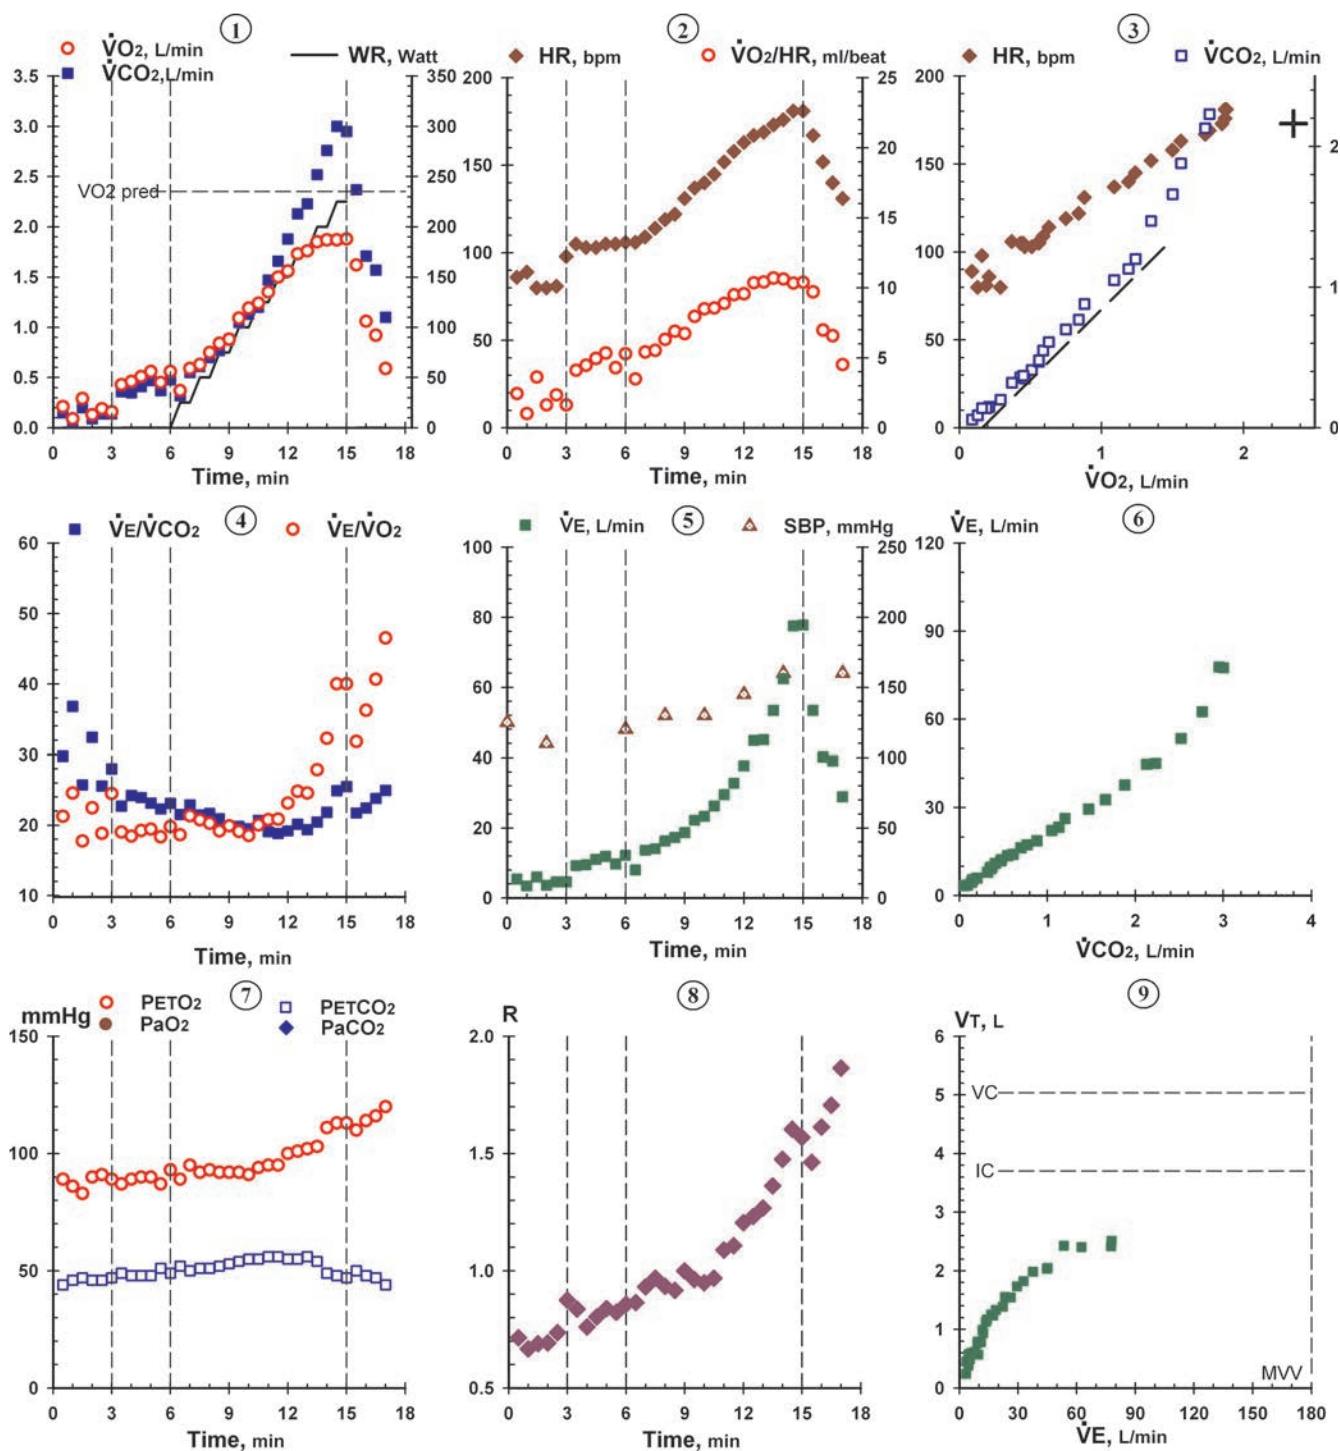 ① ② ③
V̇O2, L/min WR, Watt HR, bpm V̇O2/HR, ml/beat HR, bpm V̇CO2, L/min
V̇CO2,L/min
3.5 350 200 25 200
3.0 300 20 2
2.5 250 150 150
VO2 pred
2.0 200 15
1.5 150 100 100
10 1
1.0 100
0.5 50 50 5 50
0.0 0 0 0 0 0
0 3 6 9 12 15 18 0 3 6 9 12 15 18 0 1 2
Time, min Time, min V̇O2, L/min
④ ⑤ ⑥
V̇E/V̇CO2 V̇E/V̇O2 V̇E, L/min SBP, mmHg V̇E, L/min
60 100 250 120
50 80 200 90
40 60 150
60
30 40 100
20 20 50 30
10 0 0 0
0 3 6 9 12 15 18 0 3 6 9 12 15 18 0 1 2 3 4
Time, min Time, min V̇CO2, L/min
⑦ ⑧ ⑨
PETO2 PETCO2
mmHg PaO2 PaCO2 R VT, L
150 2.0 6
VC
5
100 1.5 4
IC
3
50 1.0 2
1
MVV
0 0.5 0
0 3 6 9 12 15 18 0 3 6 9 12 15 18 0 30 60 90 120 150 180
Time, min Time, min V̇E, L/min